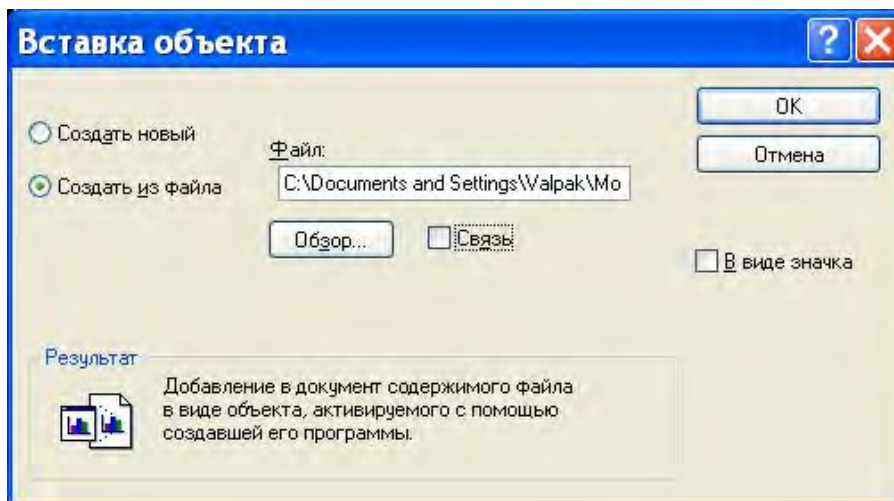 Вставка объекта
Создать новый
Создать из файла
Файл:
C:\Documents and Settings\Valpak\Мо
Обзор...
Связь
OK
Отмена
В виде значка
Результат
Добавление в документ содержимого файла
в виде объекта, активируемого с помощью
создавшей его программы.